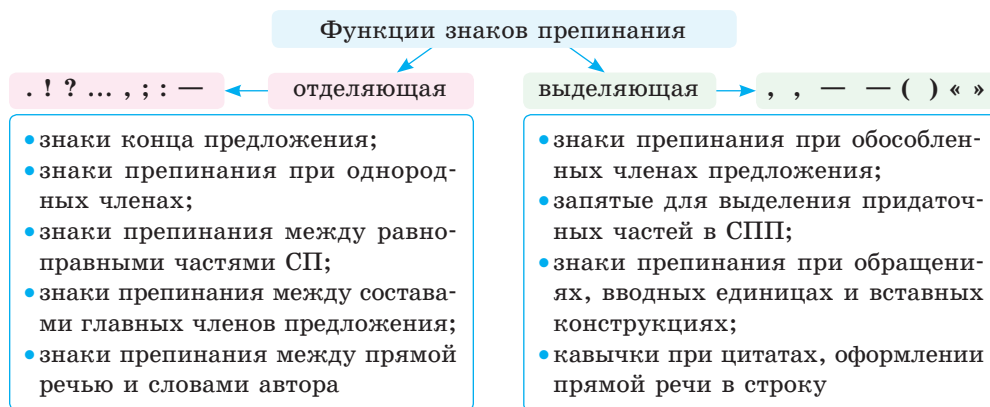 Функции знаков препинания
. ! ? ... , ; : —
отделяющая
выделяющая
, , — — ( ) « »
• знаки конца предложения;
• знаки препинания при однород-
ных членах;
• знаки препинания между равно-
правными частями СП;
• знаки препинания между состава-
ми главных членов предложения;
• знаки препинания между прямой
речью и словами автора
• знаки препинания при обособлен-
ных членах предложения;
• запятые для выделения придаточ-
ных частей в СПП;
• знаки препинания при обращени-
ях, вводных единицах и вставных
конструкциях;
• кавычки при цитатах, оформлении
прямой речи в строку